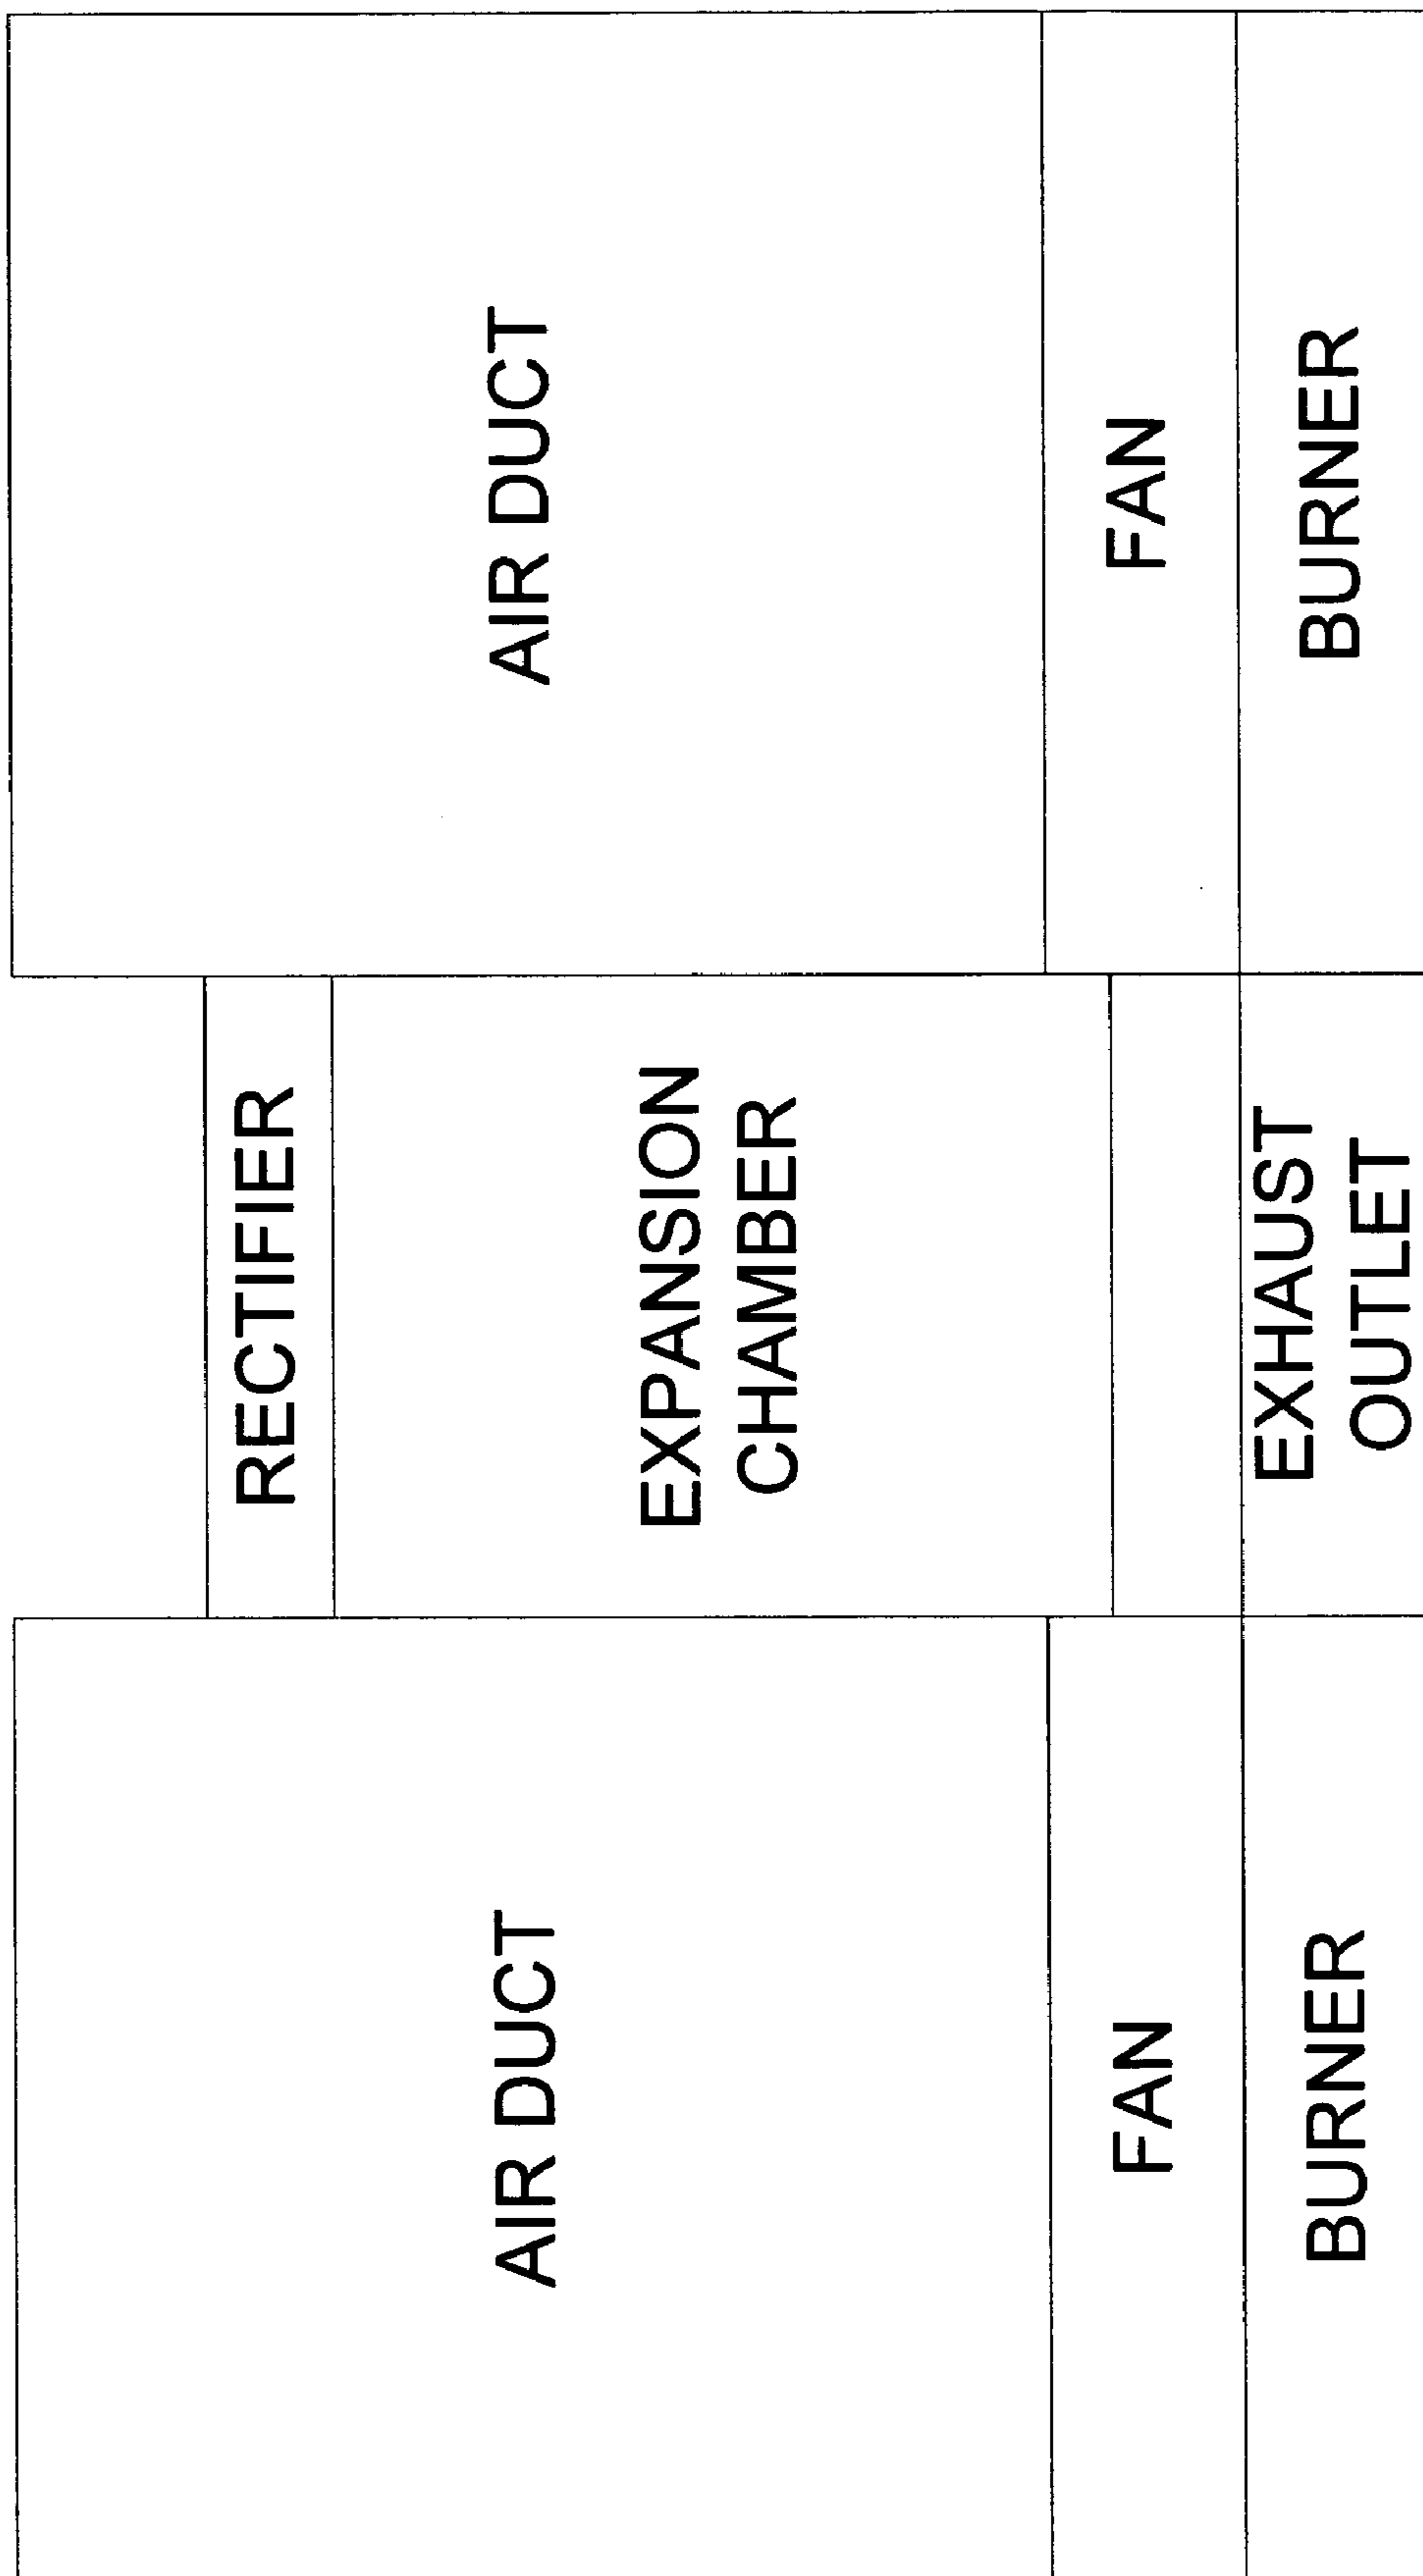 RECTIFIER
AIR DUCT
EXPANSION
CHAMBER
AIR DUCT
FAN
FAN
BURNER
EXHAUST
OUTLET
BURNER